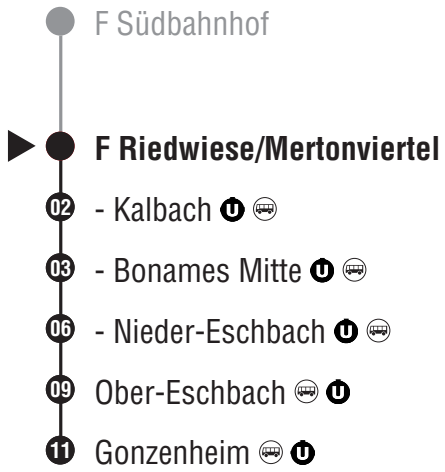 F Südbahnhof
F Riedwiese/Mertonviertel
02 - Kalbach U
03 - Bonames Mitte U
06 - Nieder-Eschbach U
09 Ober-Eschbach U
11 Gonzenheim U